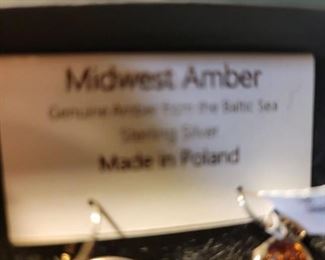 Midwest Amber
Genuine Amber from the Baltic Sea
Sterling Silver
Made in Poland